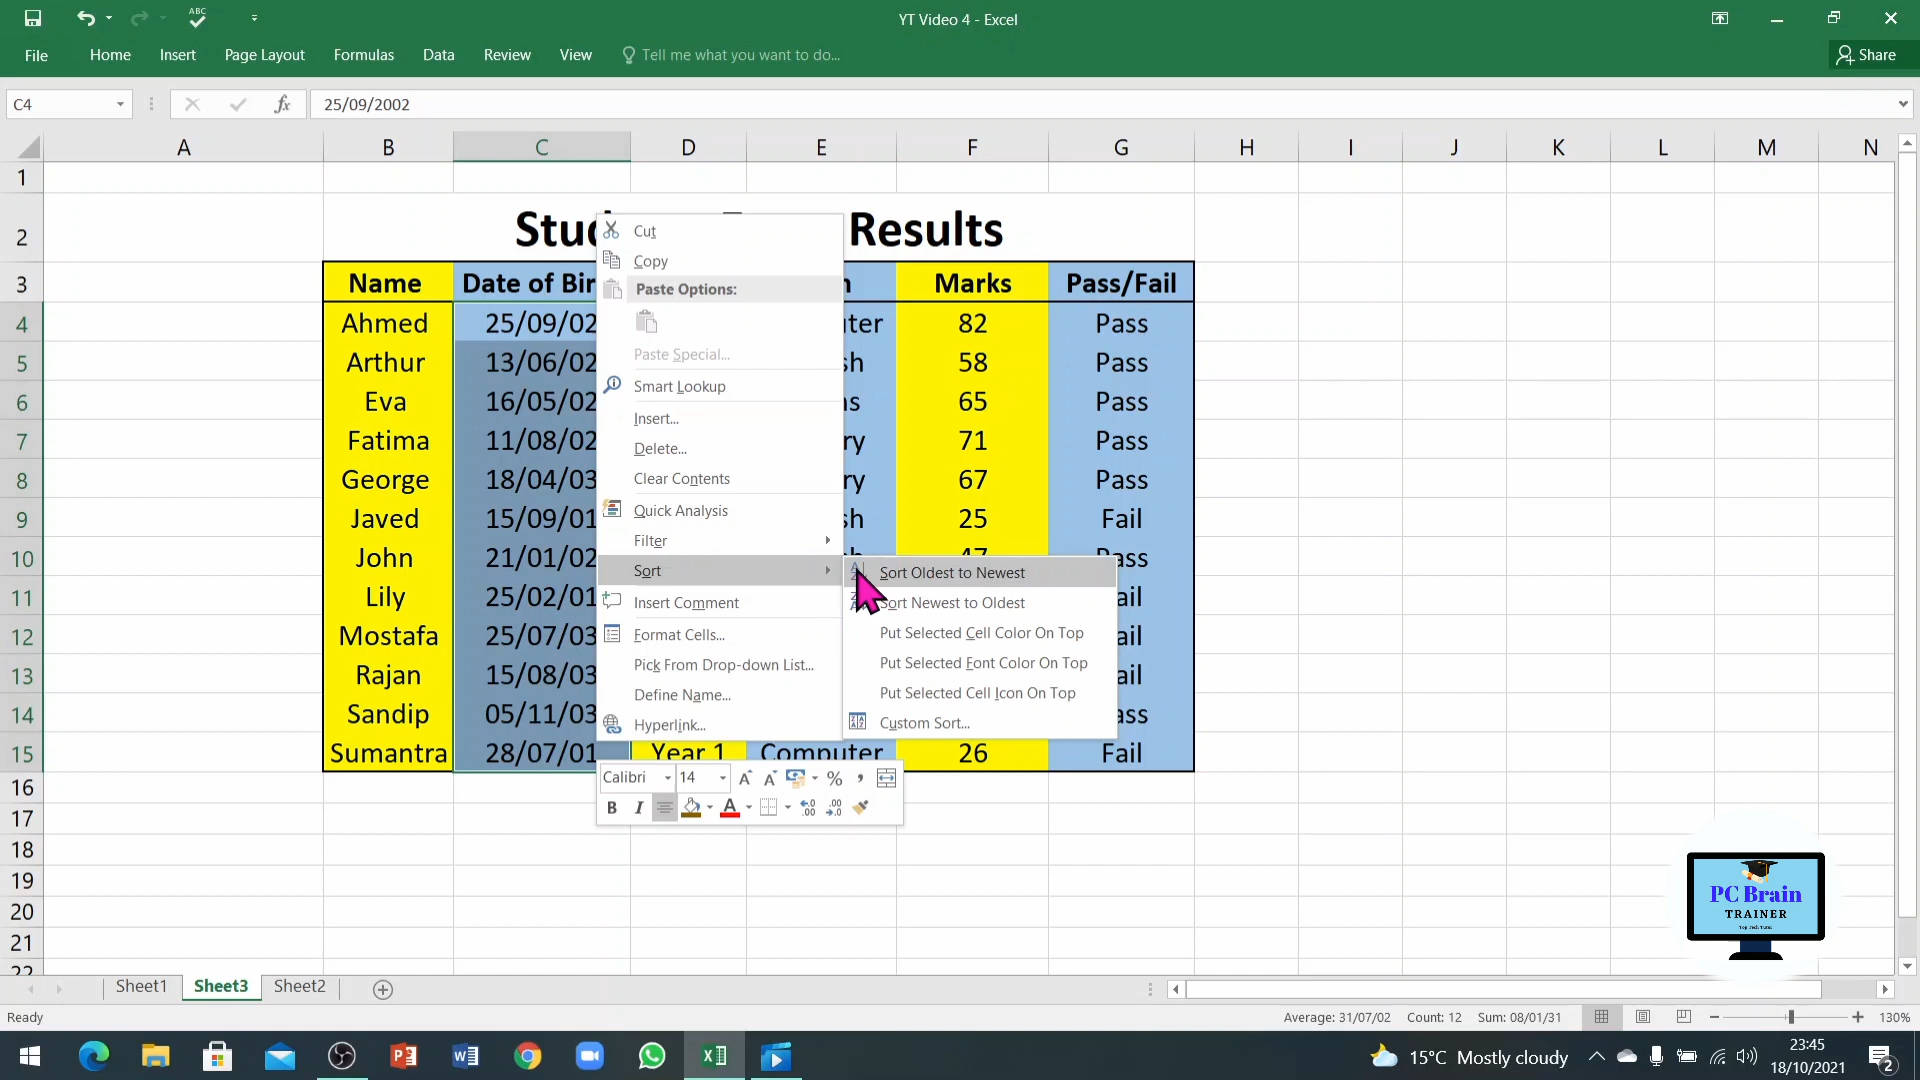 ABC
YT Video 4 - Excel
File Home Insert Page Layout Formulas Data Review View Tell me what you want to do... Share
C4 fx 25/09/2002
A B C D E F G H I J K L M N
1
2 Results
3 Name Marks Pass/Fail
4 Ahmed 25/09/02 82 Pass
5 Arthur 13/06/02 58 Pass
6 Eva 16/05/02 65 Pass
7 Fatima 11/08/02 71 Pass
8 George 18/04/03 67 Pass
9 Javed 15/09/01 25 Fail
10 John 21/01/02 47 Pass
11 Lily 25/02/01
12 Mostafa 25/07/03
13 Rajan 15/08/03
14 Sandip 05/11/03
15 Sumantra 28/07/01 Year 1 Computer 26 Fail
16
17
18
19
20
21
22
Date of
Cut
Copy
Paste Options:
Paste Special...
Smart Lookup
Insert...
Delete...
Clear Contents
Quick Analysis
Filter
Sort
Insert Comment
Format Cells...
Pick From Drop-down List...
Define Name...
Hyperlink...
Sort Oldest to Newest
Sort Newest to Oldest
Put Selected Cell Color On Top
Put Selected Font Color On Top
Put Selected Cell Icon On Top
Custom Sort...
Calibri 14 A A % ,
B I A .00 .00
PC Brain
TRAINER
Sheet1 Sheet3 Sheet2
Ready Average: 31/07/02 Count: 12 Sum: 08/01/31 130%
15°C Mostly cloudy
23:45
18/10/2021
2